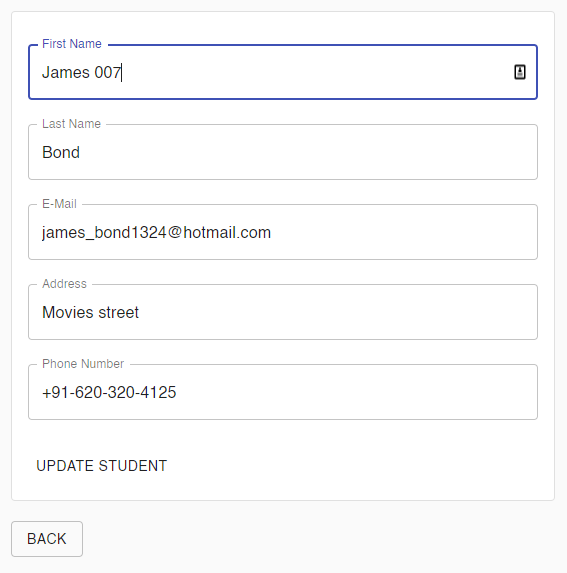 First Name
James 007
Last Name
Bond
E-Mail
james_bond1324@hotmail.com
Address
Movies street
Phone Number
+91-620-320-4125
UPDATE STUDENT
BACK